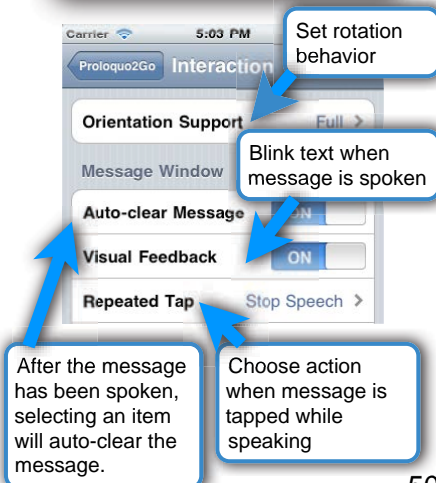 Set rotation
behavior
Carrier 5:03 PM
Proloquo2Go Interaction
Orientation Support Full >
Blink text when
message is spoken
Message Window
Auto-clear Message ON
Visual Feedback ON
Repeated Tap Stop Speech >
After the message
has been spoken,
selecting an item
will auto-clear the
message.
Choose action
when message is
tapped while
speaking